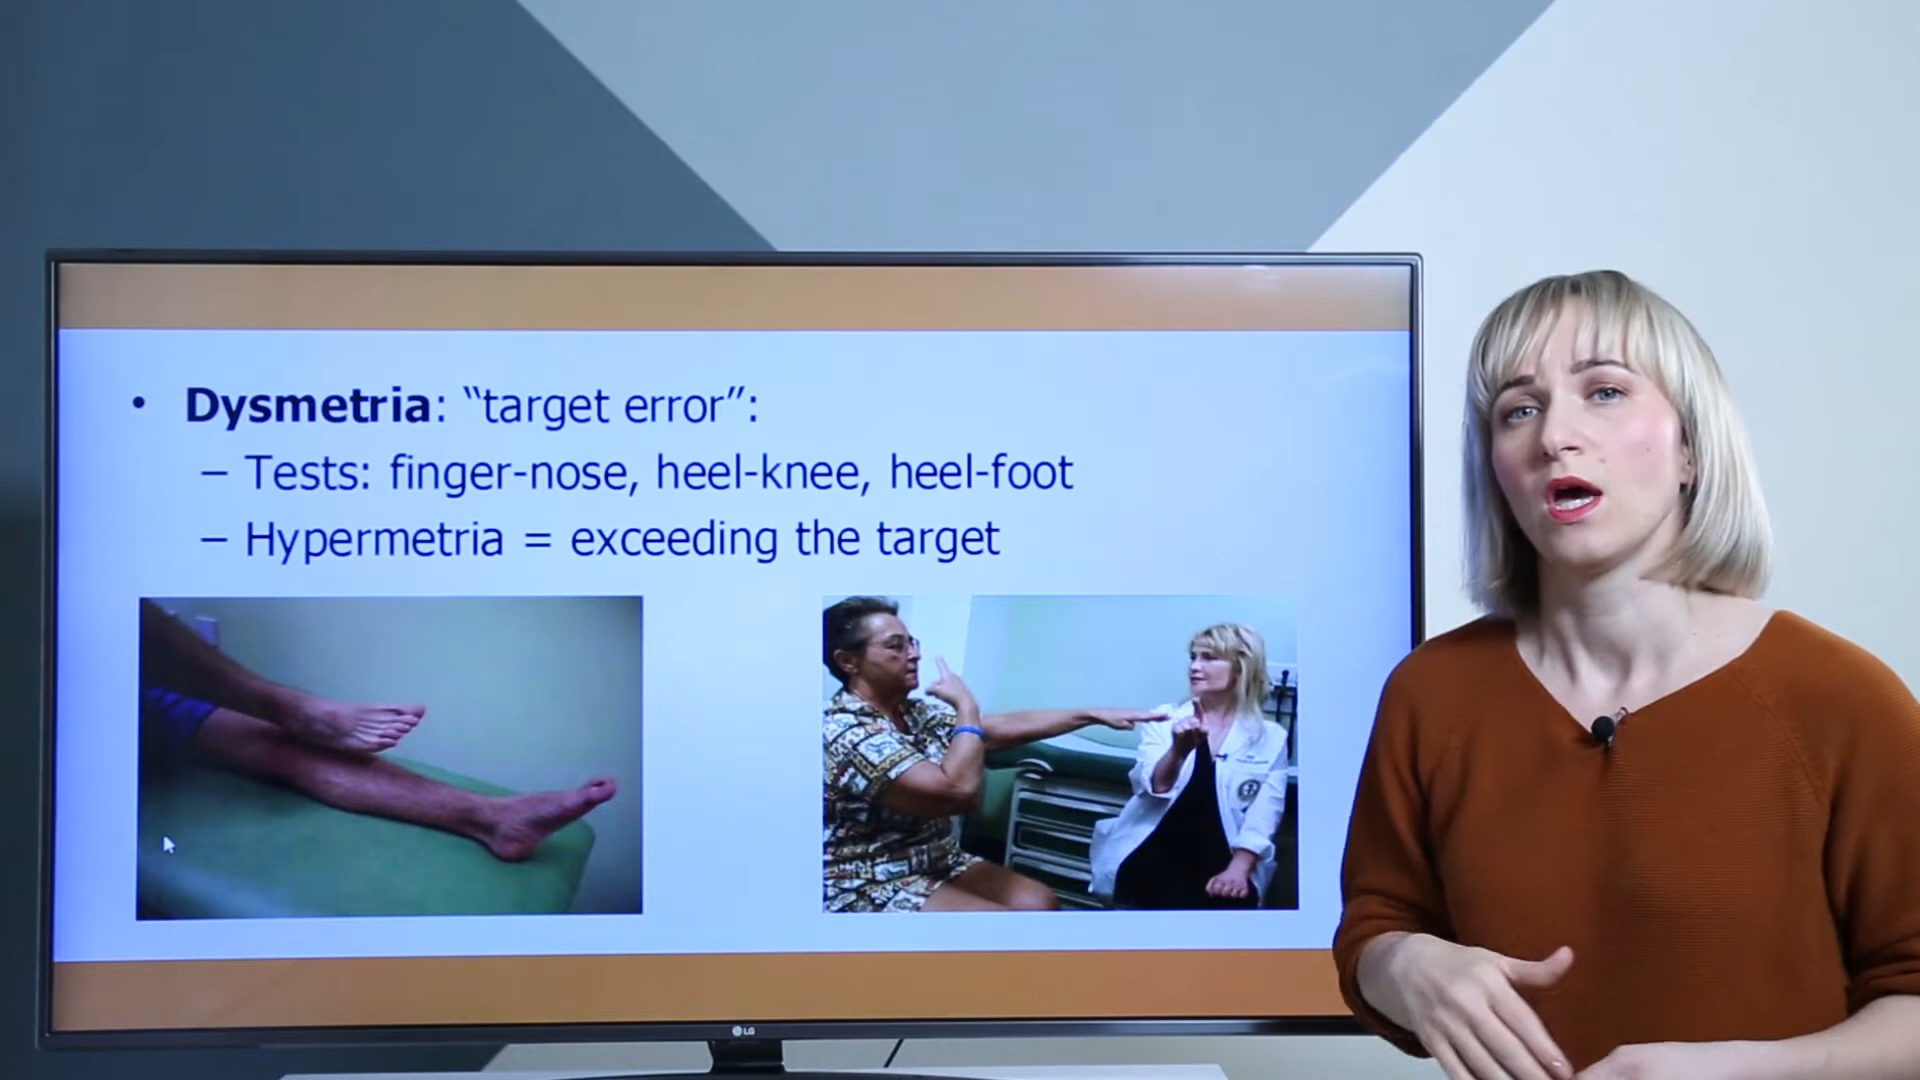 • Dysmetria: “target error”:
– Tests: finger-nose, heel-knee, heel-foot
– Hypermetria = exceeding the target
LG